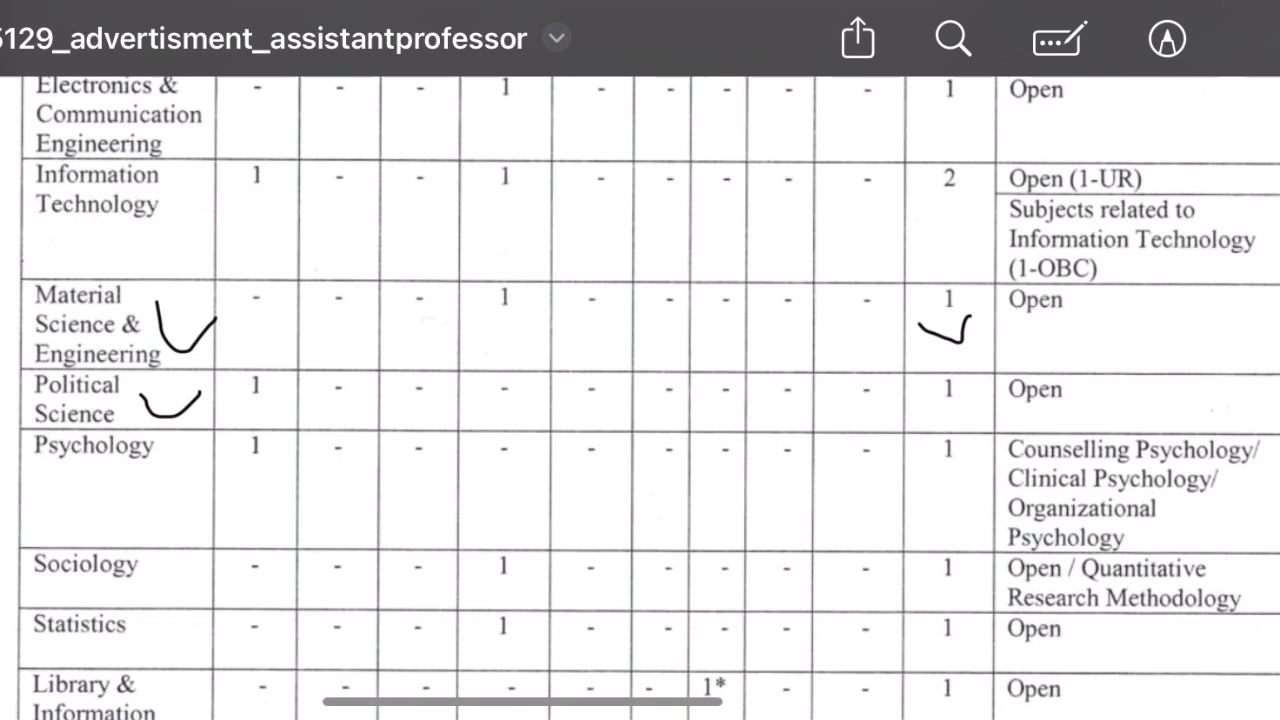 5129_advertisment_assistantprofessor
Electronics & - - - 1 - - - - - 1 Open
Communication
Engineering
Information 1 - - 1 - - - - - 2 Open (1-UR)
Technology Subjects related to
Information Technology
(1-OBC)
Material - - - 1 - - - - - 1 Open
Science &
Engineering
Political 1 - - - - - - - - 1 Open
Science
Psychology 1 - - - - - - - - 1 Counselling Psychology/
Clinical Psychology/
Organizational
Psychology
Sociology - - - 1 - - - - - 1 Open / Quantitative
Research Methodology
Statistics - - - 1 - - - - - 1 Open
Library & - - - - - - 1* - - 1 Open
Information